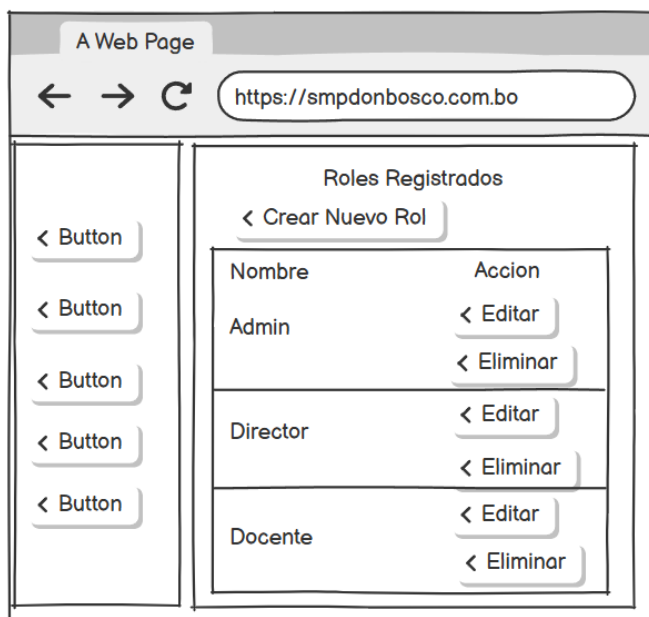 A Web Page
https://smpdonbosco.com.bo
Button
Button
Button
Button
Button
Roles Registrados
Crear Nuevo Rol
Nombre Accion
Admin
Editar
Eliminar
Director
Editar
Eliminar
Docente
Editar
Eliminar